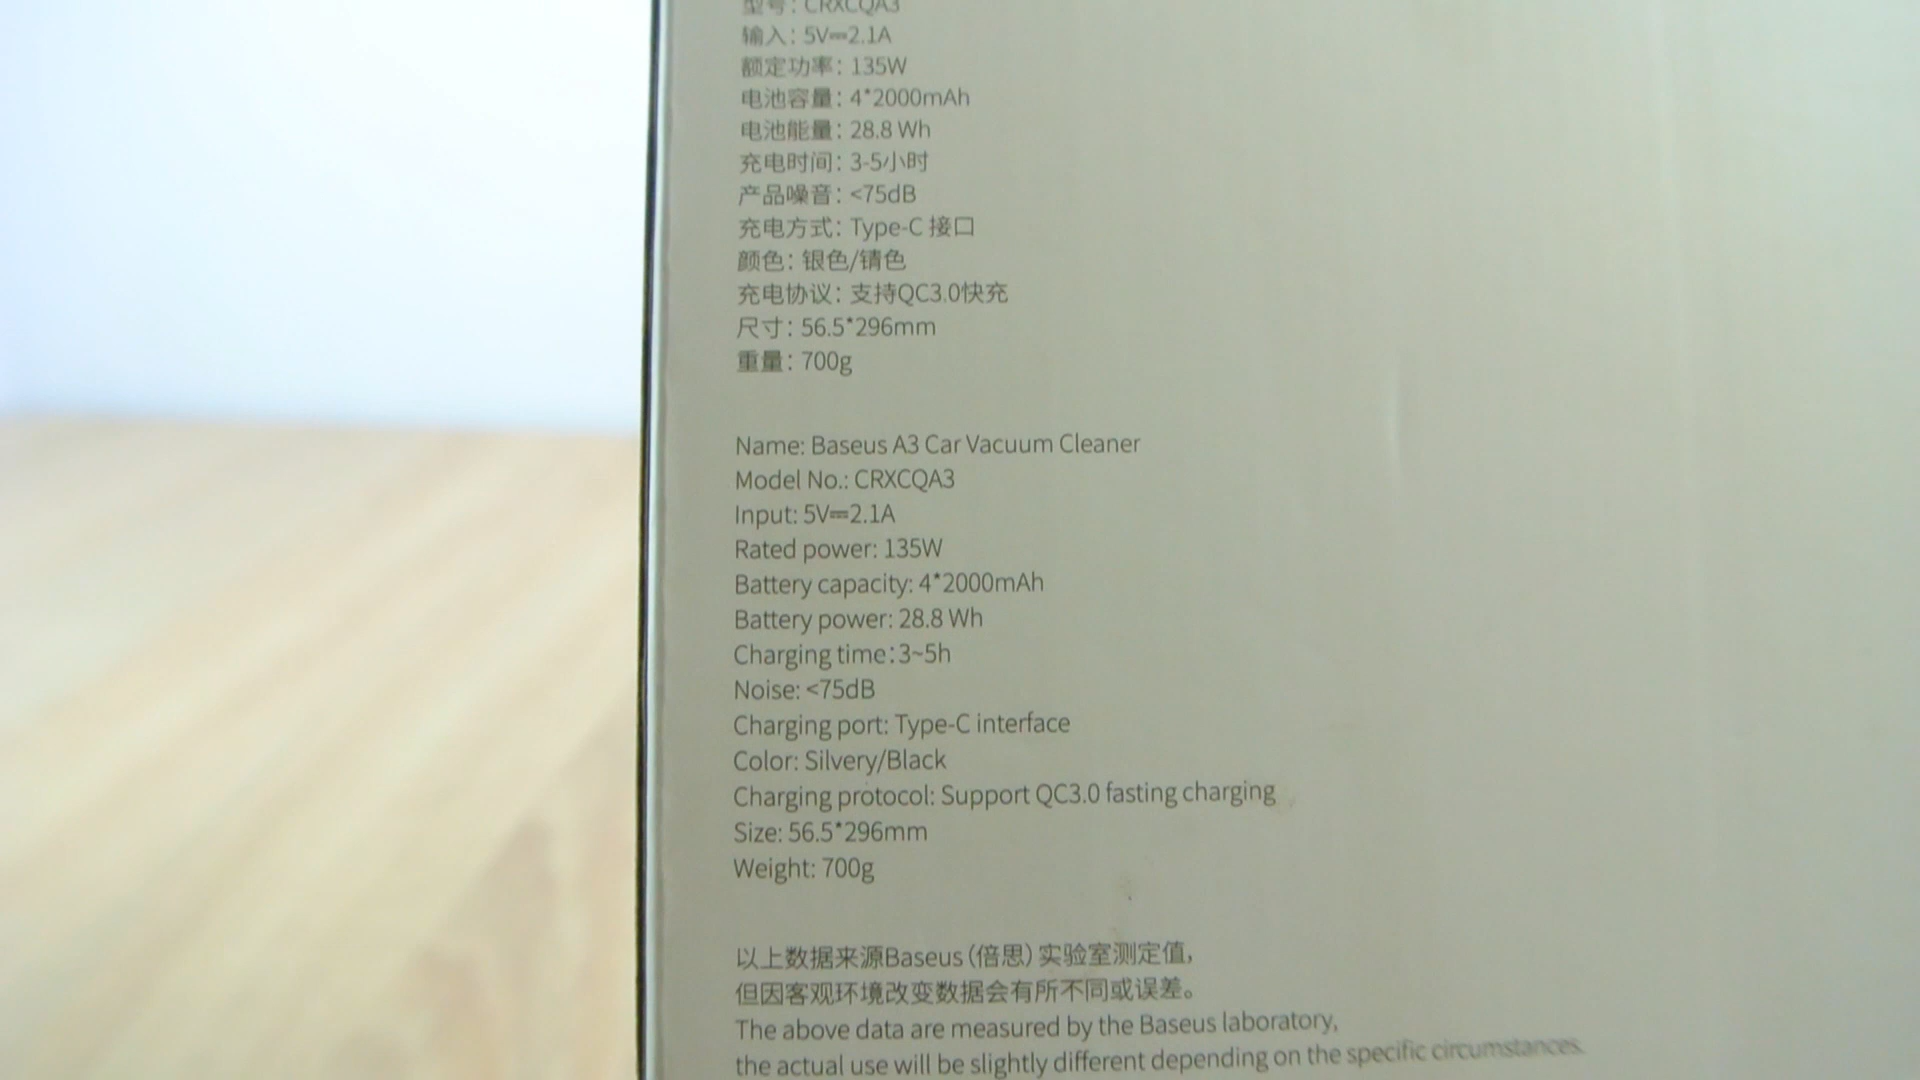 型号: CRXCQA3
输入: 5V⎓2.1A
额定功率: 135W
电池容量: 4*2000mAh
电池能量: 28.8 Wh
充电时间: 3-5小时
产品噪音: <75dB
充电方式: Type-C 接口
颜色: 银色/锖色
充电协议: 支持QC3.0快充
尺寸: 56.5*296mm
重量: 700g
Name: Baseus A3 Car Vacuum Cleaner
Model No.: CRXCQA3
Input: 5V⎓2.1A
Rated power: 135W
Battery capacity: 4*2000mAh
Battery power: 28.8 Wh
Charging time:3~5h
Noise: <75dB
Charging port: Type-C interface
Color: Silvery/Black
Charging protocol: Support QC3.0 fasting charging
Size: 56.5*296mm
Weight: 700g
以上数据来源Baseus（倍思）实验室测定值,
但因客观环境改变数据会有所不同或误差。
The above data are measured by the Baseus laboratory,
the actual use will be slightly different depending on the specific circumstances.